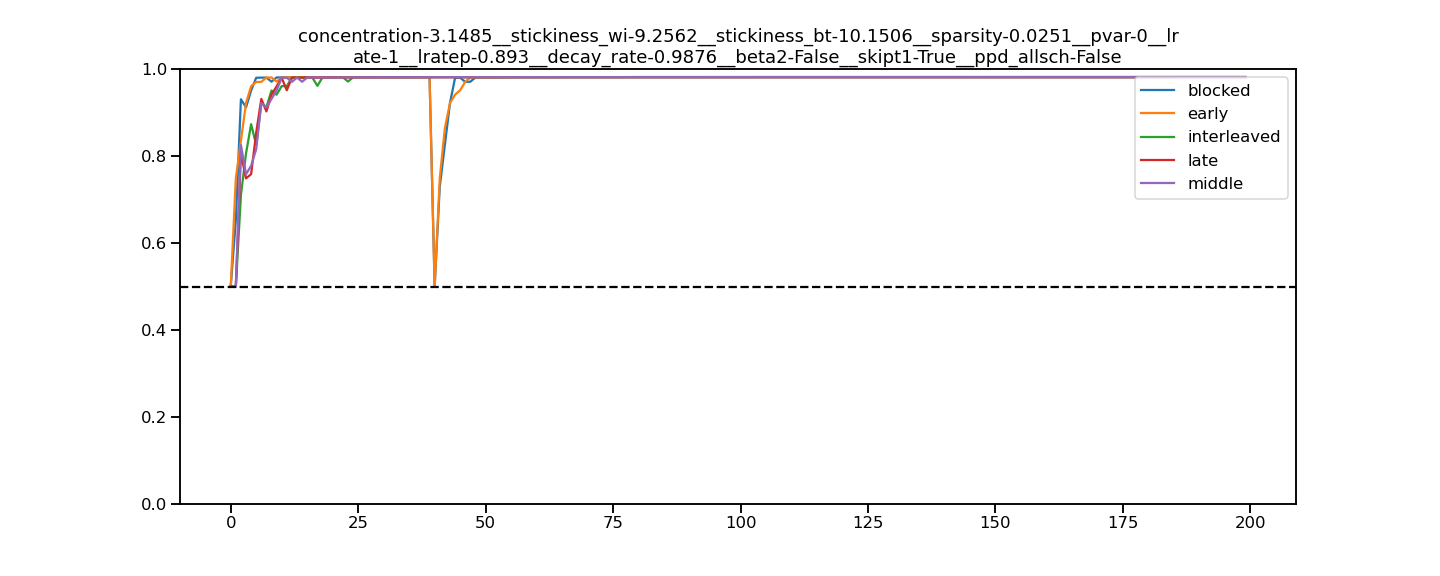 concentration-3.1485__stickiness_wi-9.2562__stickiness_bt-10.1506__sparsity-0.0251__pvar-0__lr
ate-1__lratep-0.893__decay_rate-0.9876__beta2-False__skipt1-True__ppd_allsch-False
1.0
0.8
0.6
0.4
0.2
0.0
blocked
early
interleaved
late
middle
0 25 50 75 100 125 150 175 200